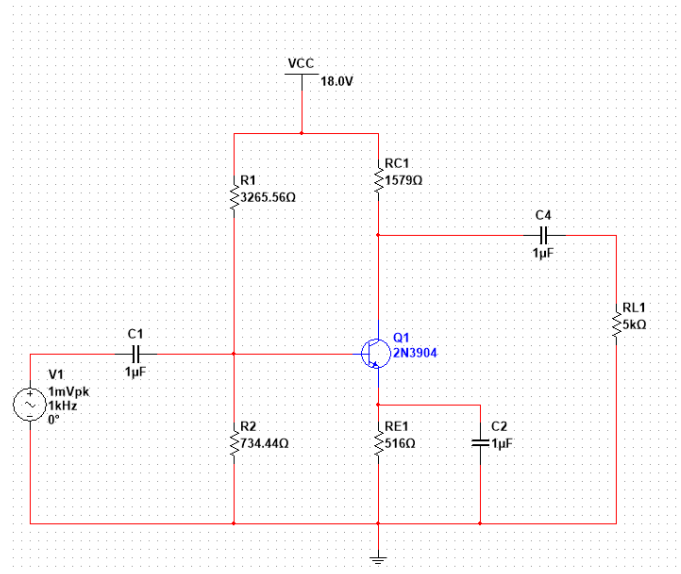 VCC
18.0V
RC1
1579Ω
R1
3265.56Ω
C4
1µF
RL1
5kΩ
C1
1µF
Q1
2N3904
V1
1mVpk
1kHz
0°
R2
734.44Ω
RE1
516Ω
C2
1µF